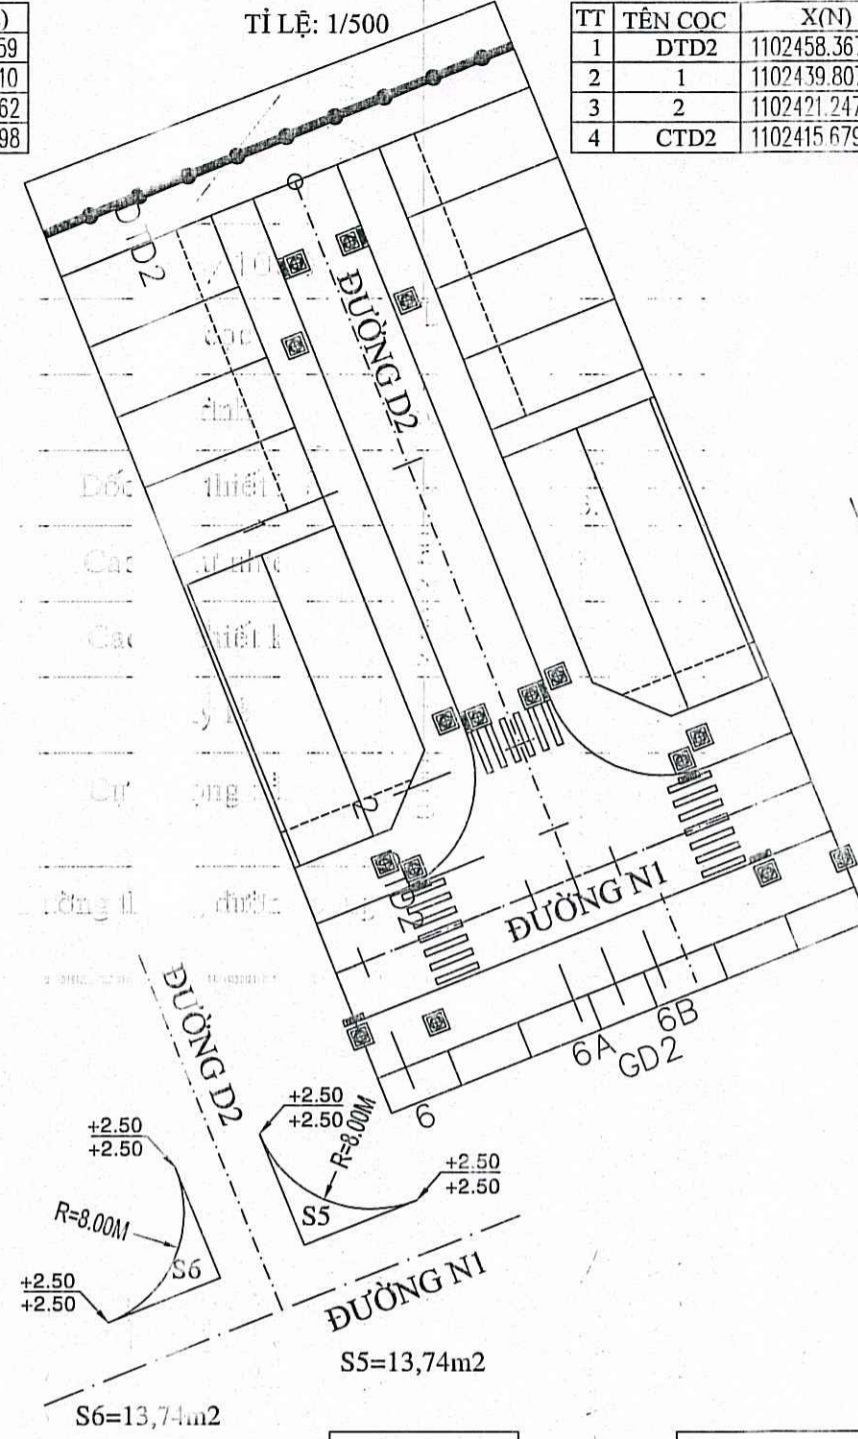 59
10
62
98
TỈ LỆ: 1/500
TT TÊN CỌC X(N)
1 DTD2 1102458.367
2 1 1102439.807
3 2 1102421.247
4 CTD2 1102415.679
DTD2
ĐƯỜNG D2
2
ĐƯỜNG N1
6
6A
6B
GD2
ĐƯỜNG D2
+2.50
+2.50
R=8.00M
+2.50
+2.50
S6
+2.50
+2.50
R=8.00M
+2.50
+2.50
S5
ĐƯỜNG N1
S5=13,74m2
S6=13,74m2